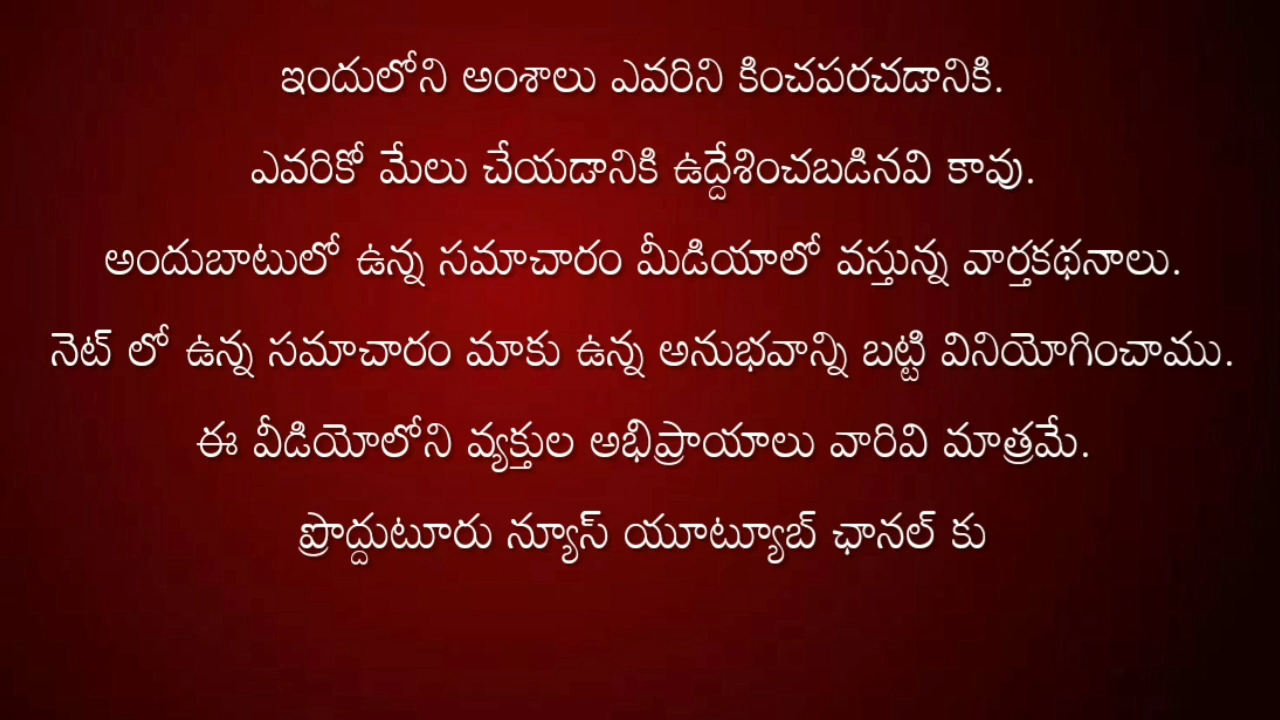 ఇందులోని అంశాలు ఎవరిని కించపరచడానికి.
ఎవరికో మేలు చేయడానికి ఉద్దేశించబడినవి కావు.
అందుబాటులో ఉన్న సమాచారం మీడియాలో వస్తున్న వార్తకథనాలు.
నెట్ లో ఉన్న సమాచారం మాకు ఉన్న అనుభవాన్ని బట్టి వినియోగించాము.
ఈ వీడియోలోని వ్యక్తుల అభిప్రాయాలు వారివి మాత్రమే.
ప్రొద్దుటూరు న్యూస్ యూట్యూబ్ ఛానల్ కు